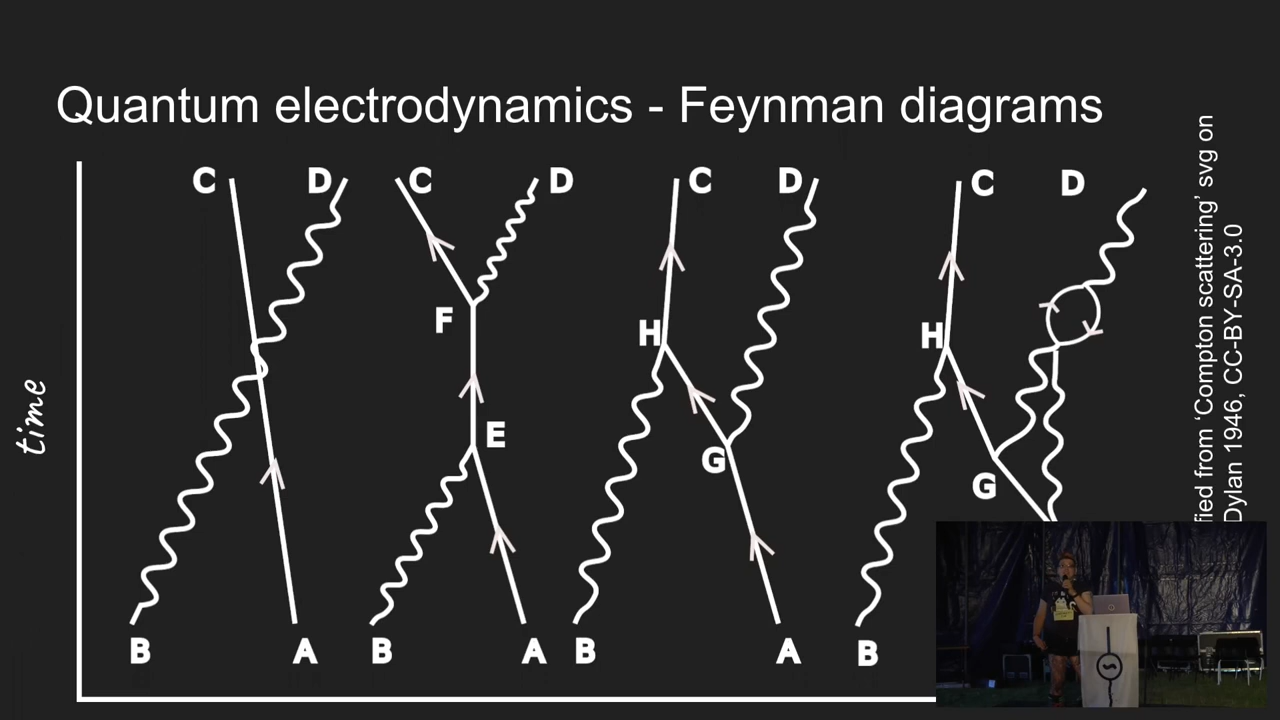 Quantum electrodynamics - Feynman diagrams
C D C D C D C D
F
H
H
E
G
G
B A B A B A B
time
fied from ‘Compton scattering’ svg on
Dylan 1946, CC-BY-SA-3.0